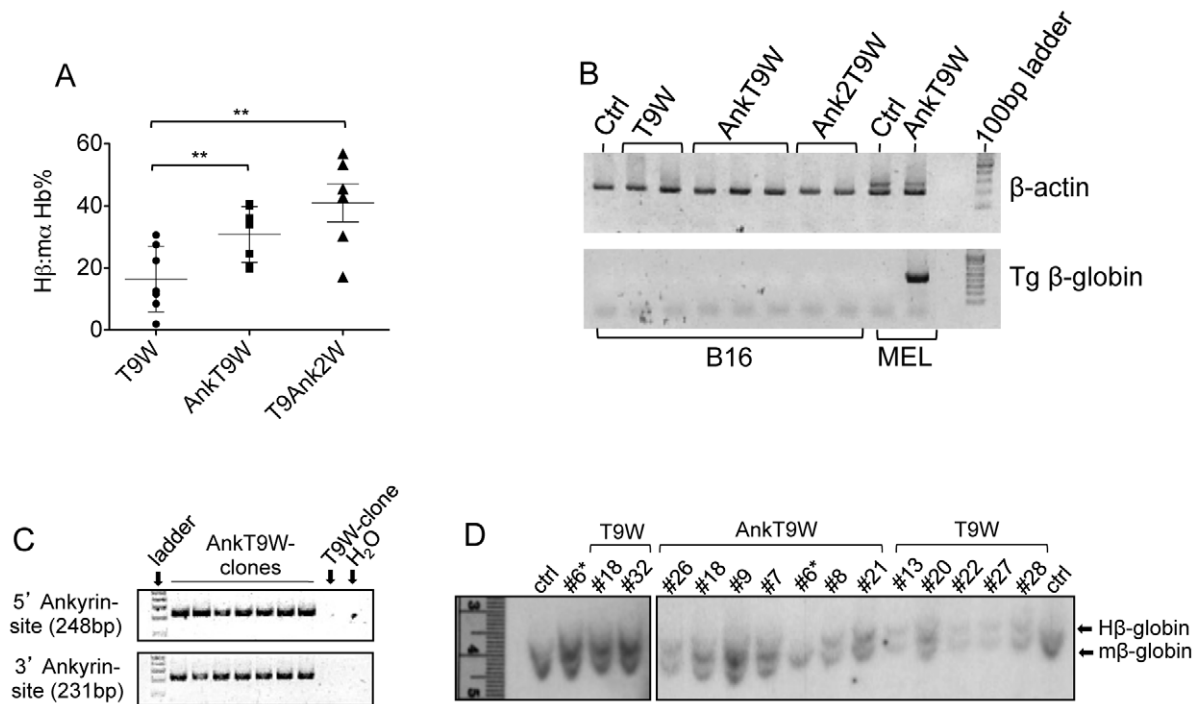 A
**
**
60
40
20
0
Hβ:mα Hb%
T9W
AnkT9W
T9Ank2W
B
Ctrl
T9W
AnkT9W
Ank2T9W
Ctrl
AnkT9W
100bp ladder
β-actin
Tg β-globin
B16
MEL
C
ladder
AnkT9W-
clones
T9W-clone
H₂O
5' Ankyrin-
site (248bp)
3' Ankyrin-
site (231bp)
D
T9W
AnkT9W
T9W
ctrl #6* #18 #32 #26 #18 #9 #7 #6* #8 #21 #13 #20 #22 #27 #28 ctrl
3
4
5
Hβ-globin
mβ-globin